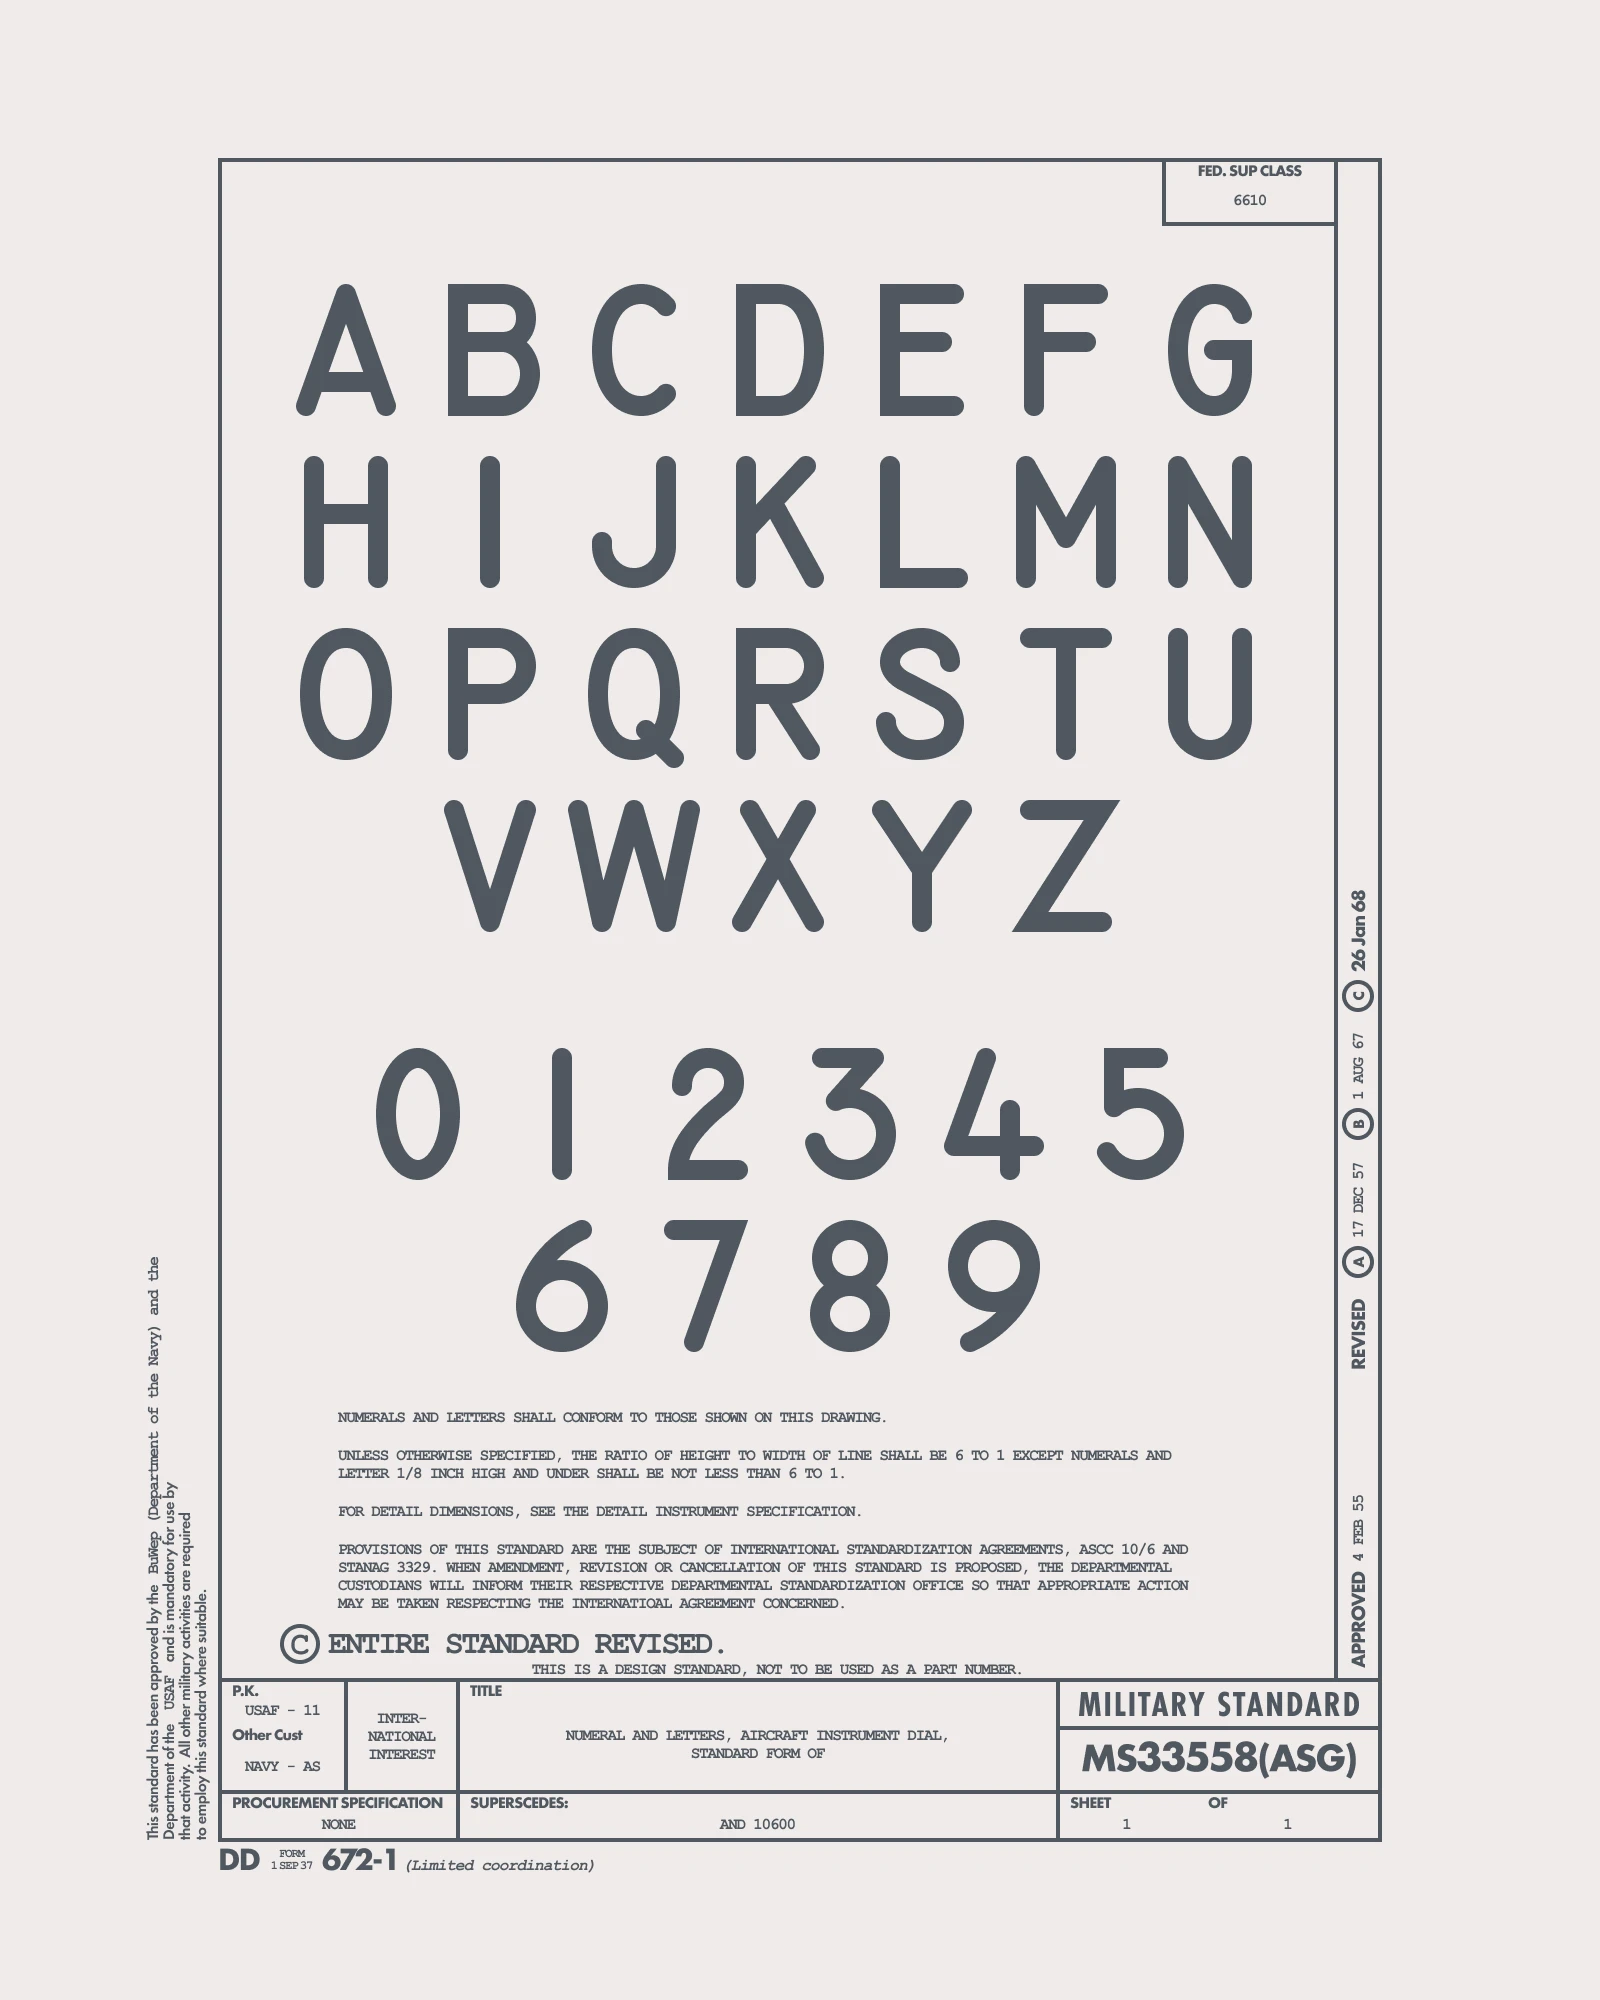 FED. SUP CLASS
6610
A B C D E F G
H I J K L M N
O P Q R S T U
V W X Y Z
0 1 2 3 4 5
6 7 8 9
NUMERALS AND LETTERS SHALL CONFORM TO THOSE SHOWN ON THIS DRAWING.
UNLESS OTHERWISE SPECIFIED, THE RATIO OF HEIGHT TO WIDTH OF LINE SHALL BE 6 TO 1 EXCEPT NUMERALS AND
LETTER 1/8 INCH HIGH AND UNDER SHALL BE NOT LESS THAN 6 TO 1.
FOR DETAIL DIMENSIONS, SEE THE DETAIL INSTRUMENT SPECIFICATION.
PROVISIONS OF THIS STANDARD ARE THE SUBJECT OF INTERNATIONAL STANDARDIZATION AGREEMENTS, ASCC 10/6 AND
STANAG 3329. WHEN AMENDMENT, REVISION OR CANCELLATION OF THIS STANDARD IS PROPOSED, THE DEPARTMENTAL
CUSTODIANS WILL INFORM THEIR RESPECTIVE DEPARTMENTAL STANDARDIZATION OFFICE SO THAT APPROPRIATE ACTION
MAY BE TAKEN RESPECTING THE INTERNATIOAL AGREEMENT CONCERNED.
C ENTIRE STANDARD REVISED.
THIS IS A DESIGN STANDARD, NOT TO BE USED AS A PART NUMBER.
APPROVED 4 FEB 55 REVISED A 17 DEC 57 B 1 AUG 67 C 26 Jan 68
This standard has been approved by the BuWep (Department of the Navy) and the
Department of the USAF and is mandatory for use by
that activity. All other military activities are required
to employ this standard where suitable.
P.K.
USAF - 11
Other Cust
NAVY - AS
INTER-
NATIONAL
INTEREST
TITLE
NUMERAL AND LETTERS, AIRCRAFT INSTRUMENT DIAL,
STANDARD FORM OF
MILITARY STANDARD
MS33558(ASG)
PROCUREMENT SPECIFICATION
NONE
SUPERSCEDES:
AND 10600
SHEET OF
1 1
DD FORM 1 SEP 37 672-1 (Limited coordination)